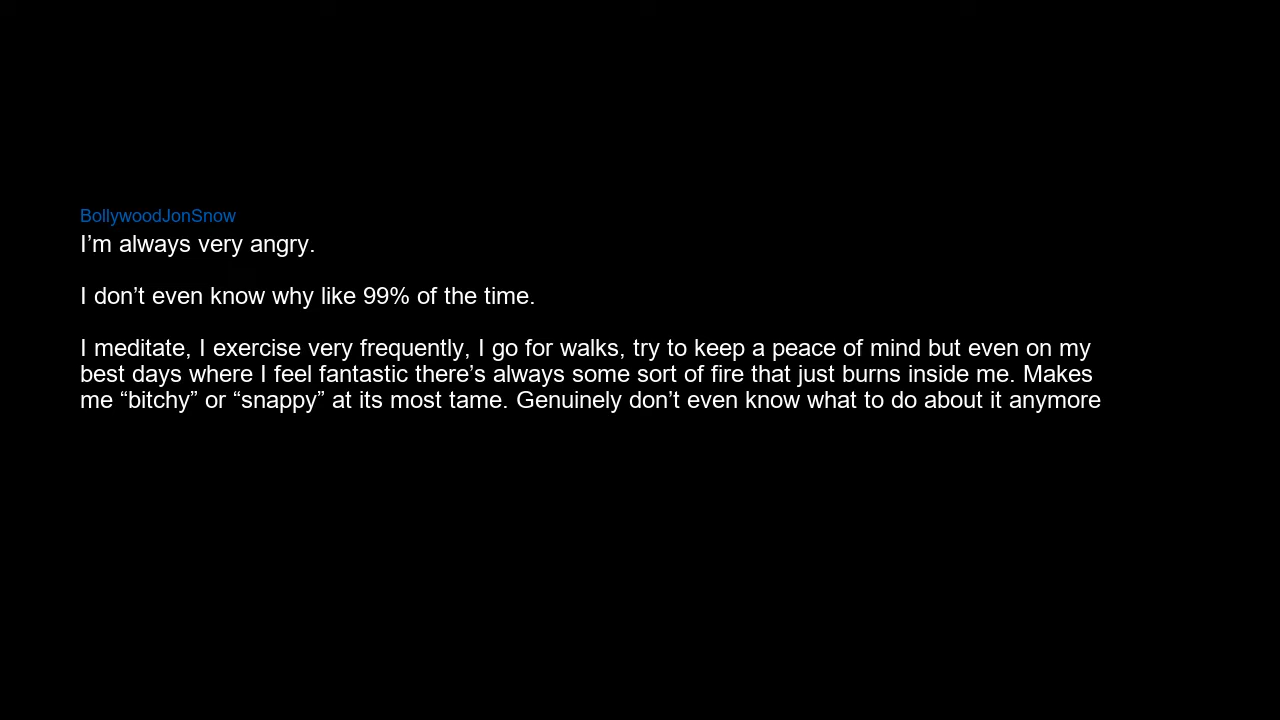 BollywoodJonSnow
I’m always very angry.
I don’t even know why like 99% of the time.
I meditate, I exercise very frequently, I go for walks, try to keep a peace of mind but even on my
best days where I feel fantastic there’s always some sort of fire that just burns inside me. Makes
me “bitchy” or “snappy” at its most tame. Genuinely don’t even know what to do about it anymore